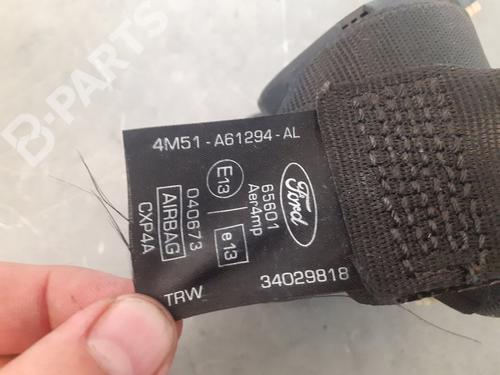 4M51-A61294-AL
E13
65601
Aer4mp
Ford
040673
e13
AIRBAG
CXP4A
TRW
34029818
B-PARTS